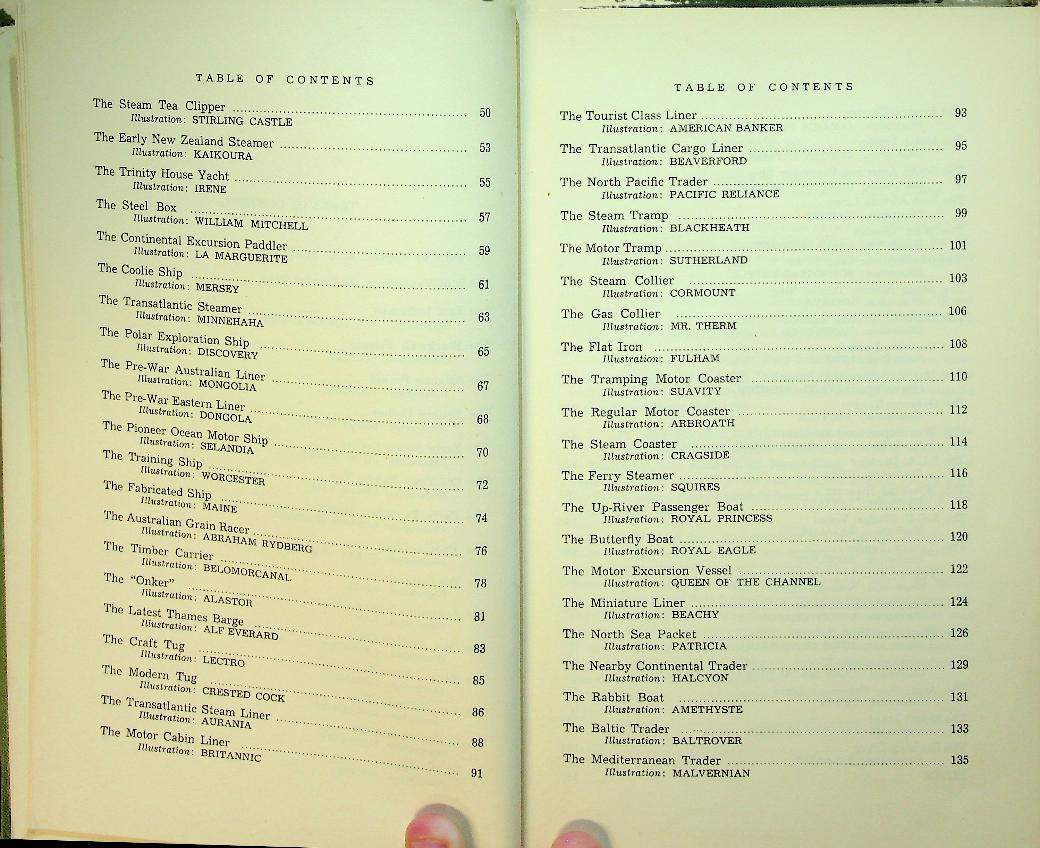 TABLE OF CONTENTS
The Steam Tea Clipper 50
Illustration: STIRLING CASTLE
The Early New Zealand Steamer 53
Illustration: KAIKOURA
The Trinity House Yacht 55
Illustration: IRENE
The Steel Box 57
Illustration: WILLIAM MITCHELL
The Continental Excursion Paddler 59
Illustration: LA MARGUERITE
The Coolie Ship 61
Illustration: MERSEY
The Transatlantic Steamer 63
Illustration: MINNEHAHA
The Polar Exploration Ship 65
Illustration: DISCOVERY
The Pre-War Australian Liner 67
Illustration: MONGOLIA
The Pre-War Eastern Liner 68
Illustration: DONGOLA
The Pioneer Ocean Motor Ship 70
Illustration: SELANDIA
The Training Ship 72
Illustration: WORCESTER
The Fabricated Ship 74
Illustration: MAINE
The Australian Grain Racer 76
Illustration: ABRAHAM RYDBERG
The Timber Carrier 78
Illustration: BELOMORCANAL
The "Onker" 81
Illustration: ALASTOR
The Latest Thames Barge 83
Illustration: ALF EVERARD
The Craft Tug 85
Illustration: LECTRO
The Modern Tug 86
Illustration: CRESTED COCK
The Transatlantic Steam Liner 88
Illustration: AURANIA
The Motor Cabin Liner 91
Illustration: BRITANNIC
TABLE OF CONTENTS
The Tourist Class Liner 93
Illustration: AMERICAN BANKER
The Transatlantic Cargo Liner 95
Illustration: BEAVERFORD
The North Pacific Trader 97
Illustration: PACIFIC RELIANCE
The Steam Tramp 99
Illustration: BLACKHEATH
The Motor Tramp 101
Illustration: SUTHERLAND
The Steam Collier 103
Illustration: CORMOUNT
The Gas Collier 106
Illustration: MR. THERM
The Flat Iron 108
Illustration: FULHAM
The Tramping Motor Coaster 110
Illustration: SUAVITY
The Regular Motor Coaster 112
Illustration: ARBROATH
The Steam Coaster 114
Illustration: CRAGSIDE
The Ferry Steamer 116
Illustration: SQUIRES
The Up-River Passenger Boat 118
Illustration: ROYAL PRINCESS
The Butterfly Boat 120
Illustration: ROYAL EAGLE
The Motor Excursion Vessel 122
Illustration: QUEEN OF THE CHANNEL
The Miniature Liner 124
Illustration: BEACHY
The North Sea Packet 126
Illustration: PATRICIA
The Nearby Continental Trader 129
Illustration: HALCYON
The Rabbit Boat 131
Illustration: AMETHYSTE
The Baltic Trader 133
Illustration: BALTROVER
The Mediterranean Trader 135
Illustration: MALVERNIAN